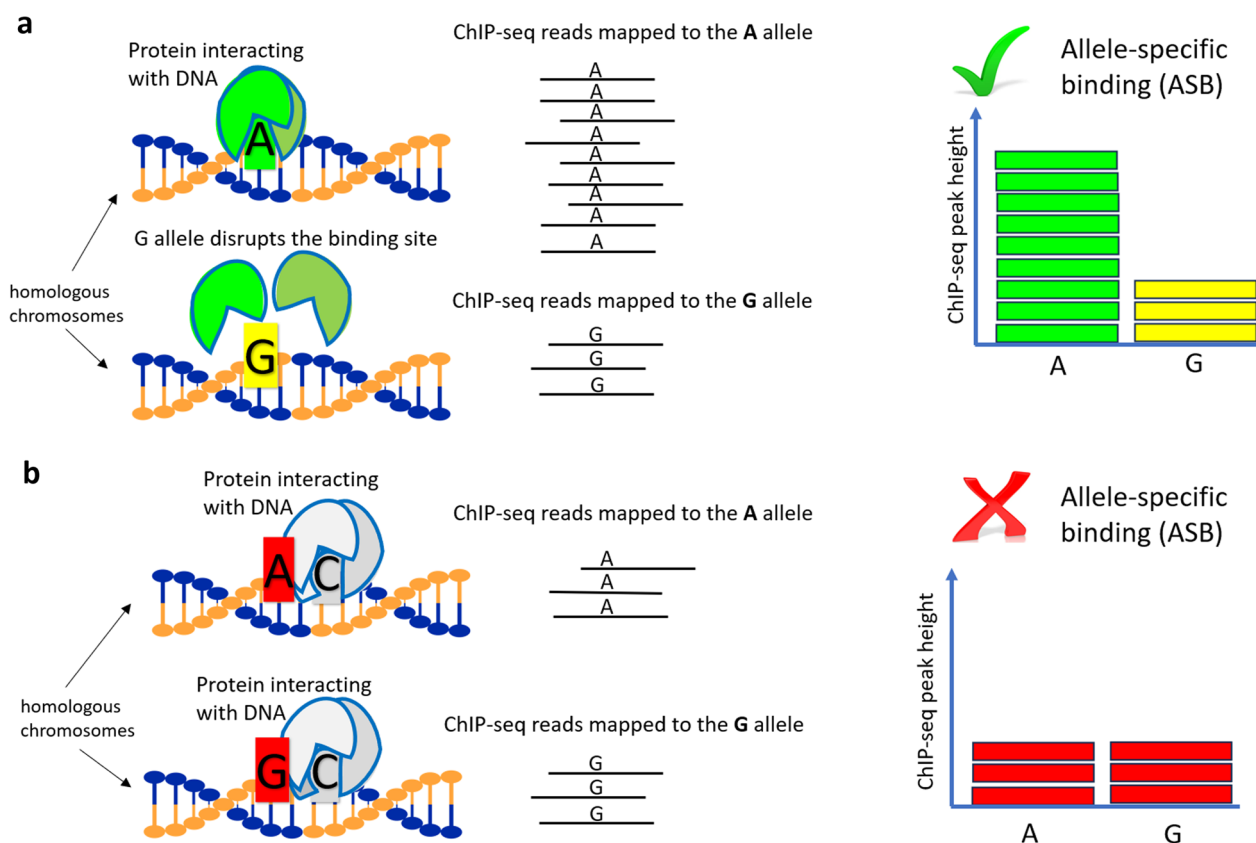 a
Protein interacting
with DNA
A
G allele disrupts the binding site
homologous
chromosomes
G
ChIP-seq reads mapped to the A allele
A
A
A
A
A
A
A
A
A
ChIP-seq reads mapped to the G allele
G
G
G
Allele-specific
binding (ASB)
ChIP-seq peak height
A
G
b
Protein interacting
with DNA
A C
homologous
chromosomes
Protein interacting
with DNA
G C
ChIP-seq reads mapped to the A allele
A
A
A
ChIP-seq reads mapped to the G allele
G
G
G
Allele-specific
binding (ASB)
ChIP-seq peak height
A
G